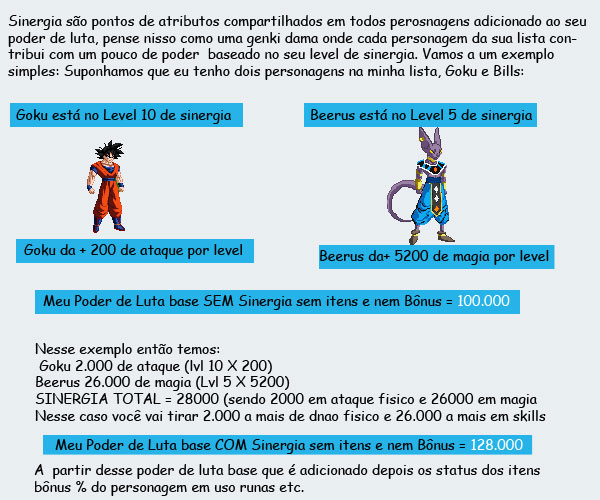 Sinergia são pontos de atributos compartilhados em todos perosnagens adicionado ao seu
poder de luta, pense nisso como uma genki dama onde cada personagem da sua lista con-
tribui com um pouco de poder baseado no seu level de sinergia. Vamos a um exemplo
simples: Suponhamos que eu tenho dois personagens na minha lista, Goku e Bills:
Goku está no Level 10 de sinergia
Beerus está no Level 5 de sinergia
Goku da + 200 de ataque por level
Beerus da+ 5200 de magia por level
Meu Poder de Luta base SEM Sinergia sem itens e nem Bônus = 100.000
Nesse exemplo então temos:
Goku 2.000 de ataque (lvl 10 X 200)
Beerus 26.000 de magia (Lvl 5 X 5200)
SINERGIA TOTAL = 28000 (sendo 2000 em ataque fisico e 26000 em magia
Nesse caso você vai tirar 2.000 a mais de dnao fisico e 26.000 a mais em skills
Meu Poder de Luta base COM Sinergia sem itens e nem Bônus = 128.000
A partir desse poder de luta base que é adicionado depois os status dos itens
bônus % do personagem em uso runas etc.